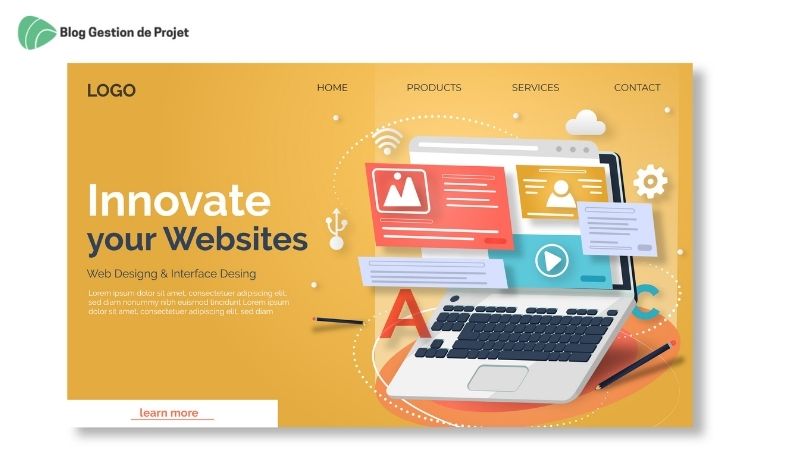 Blog Gestion de Projet
LOGO
HOME PRODUCTS SERVICES CONTACT
Innovate
your Websites
Web Designg & Interface Desing
Lorem ipsum dolor sit amet, consectetuer adipiscing elit,
sed diam nonummy nibh euismod tincidunt Lorem ipsum
dolor sit amet, consectetuer adipiscing elit, sed diam
A
C
learn more